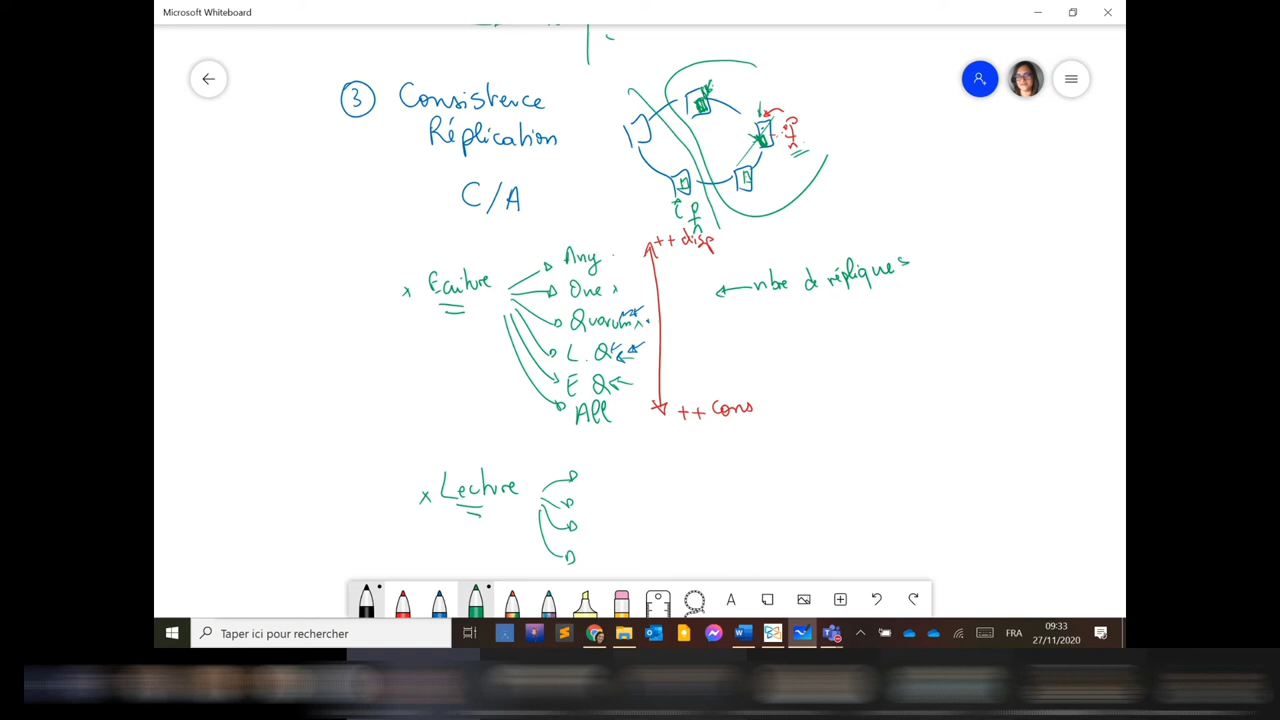 Microsoft Whiteboard
3 Consistence
Réplication
C/A
++ disp
x Ecriture
Any
One
Quorum
L. Q
E Q
All
← nbre de répliques
++ Cons
x Lecture
A
Taper ici pour rechercher
FRA
09:33
27/11/2020